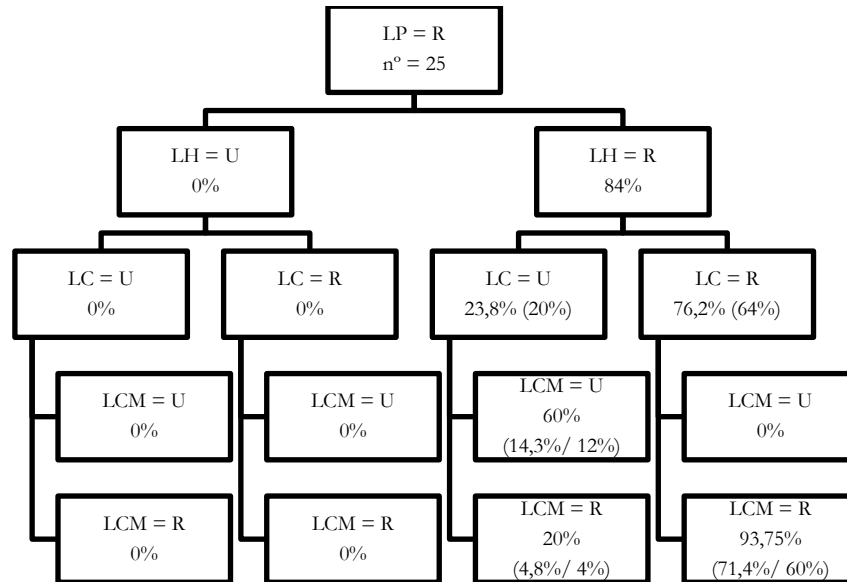 LP = R
nº = 25
LH = U
0%
LH = R
84%
LC = U
0%
LC = R
0%
LC = U
23,8% (20%)
LC = R
76,2% (64%)
LCM = U
0%
LCM = U
0%
LCM = U
60%
(14,3%/ 12%)
LCM = U
0%
LCM = R
0%
LCM = R
0%
LCM = R
20%
(4,8%/ 4%)
LCM = R
93,75%
(71,4%/ 60%)